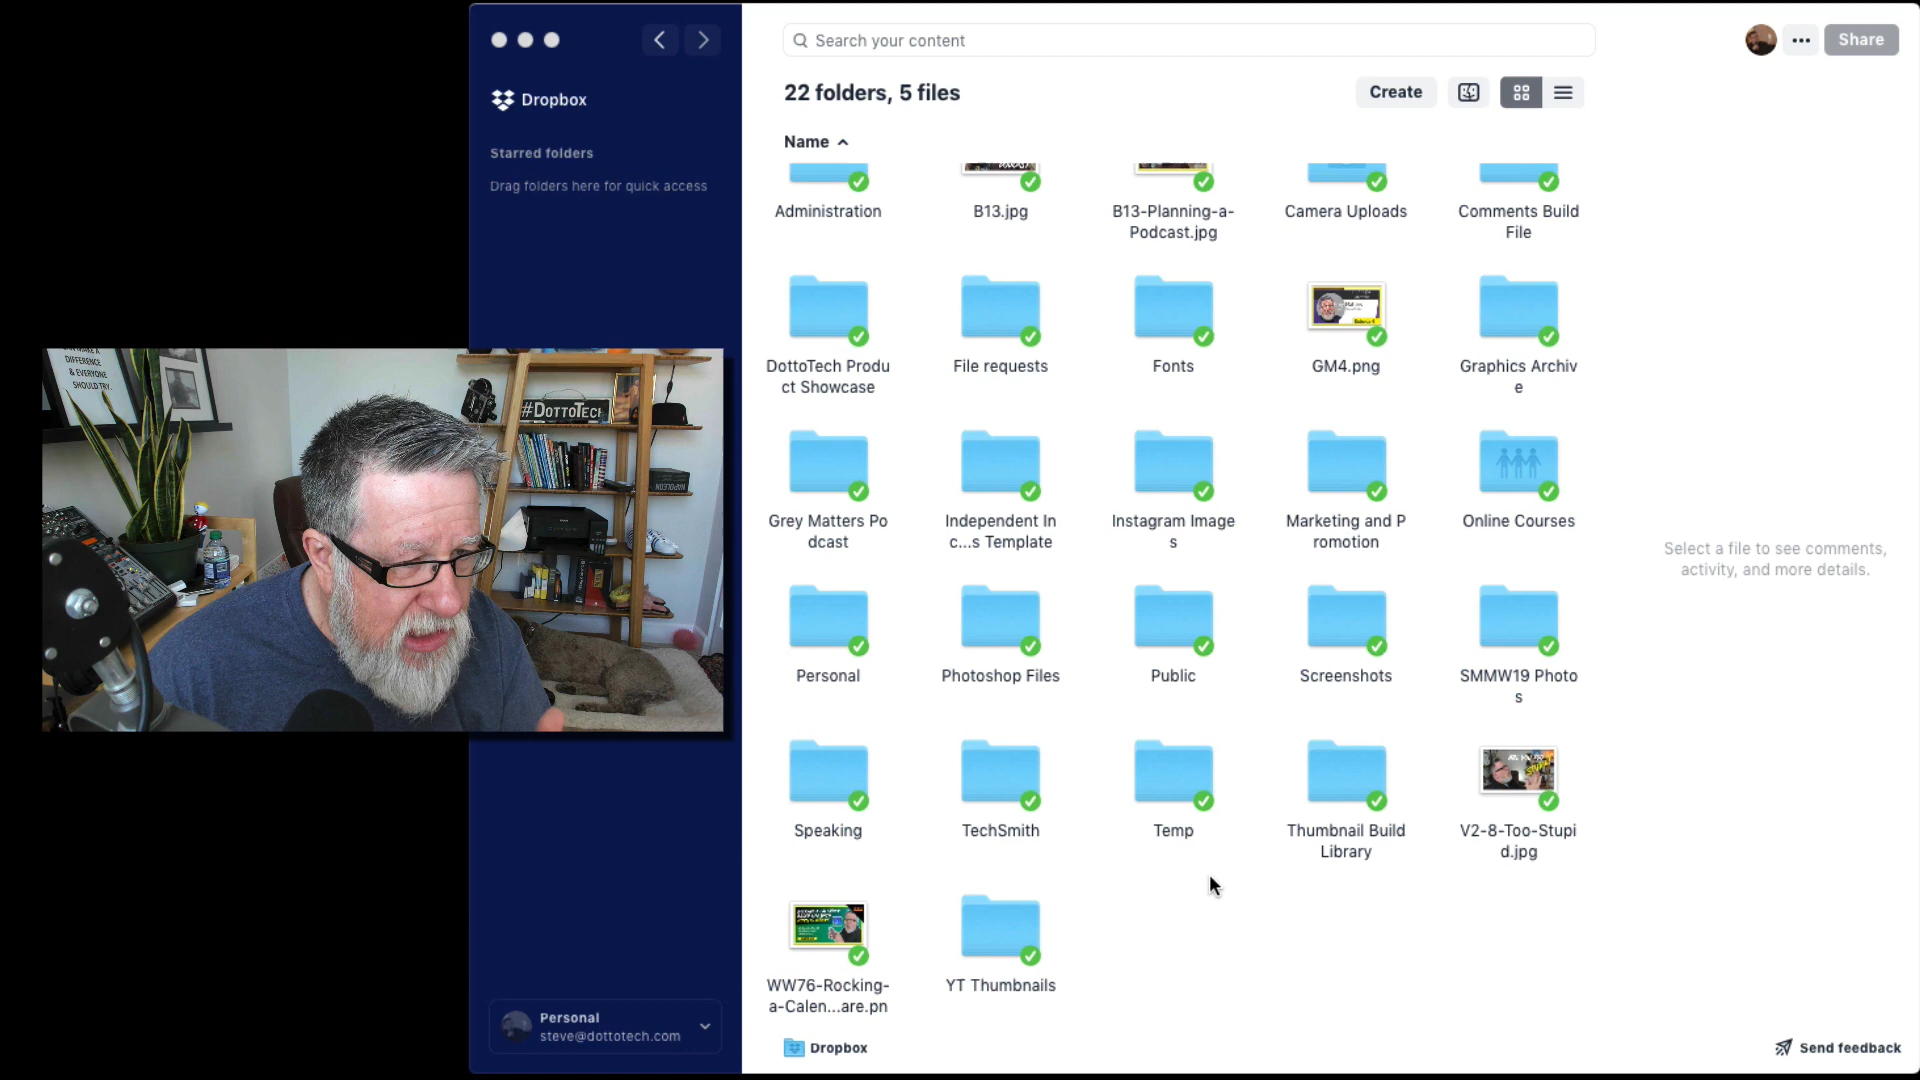 Search your content
Share
22 folders, 5 files
Create
Dropbox
Name
Starred folders
Drag folders here for quick access
Administration
B13.jpg
B13-Planning-a-
Podcast.jpg
Camera Uploads
Comments Build
File
DottoTech Produ
ct Showcase
File requests
Fonts
GM4.png
Graphics Archiv
e
DIFFERENCE
& EVERYONE
SHOULD TRY.
#DOTTOTECH
NAPOLEON
Grey Matters Po
dcast
Independent In
c...s Template
Instagram Image
s
Marketing and P
romotion
Online Courses
Select a file to see comments,
activity, and more details.
Personal
Photoshop Files
Public
Screenshots
SMMW19 Photo
s
Speaking
TechSmith
Temp
Thumbnail Build
Library
V2-8-Too-Stupi
d.jpg
WW76-Rocking-
a-Calen...are.pn
YT Thumbnails
Personal
steve@dottotech.com
Dropbox
Send feedback